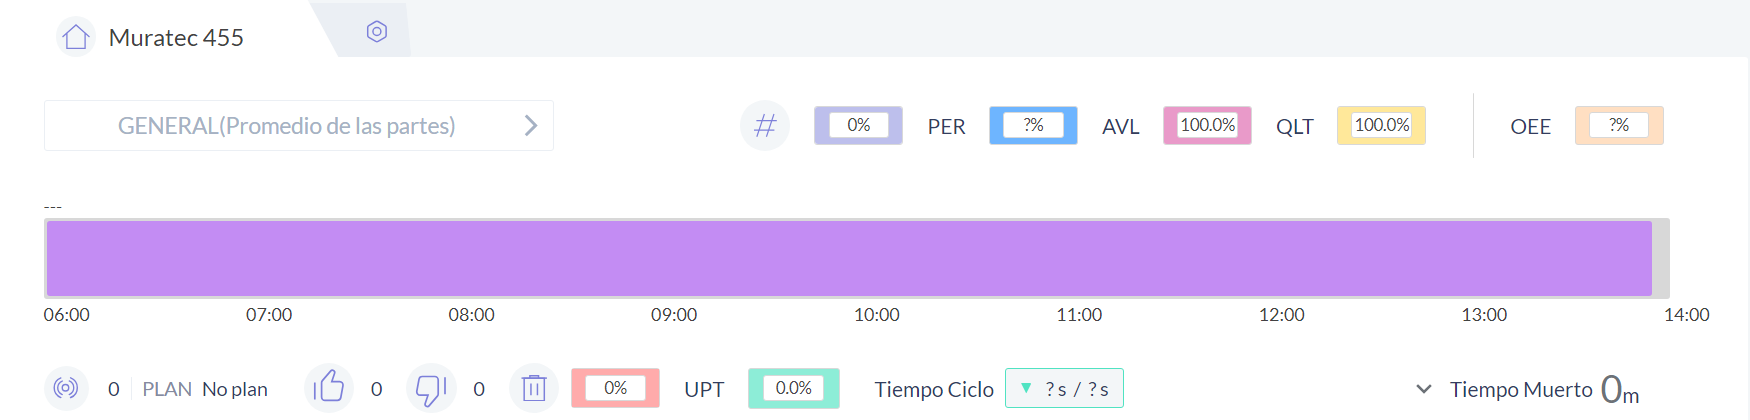 Muratec 455
GENERAL(Promedio de las partes)
# 0% PER ?% AVL 100.0% QLT 100.0% OEE ?%
---
06:00 07:00 08:00 09:00 10:00 11:00 12:00 13:00 14:00
0 PLAN No plan 0 0 0% UPT 0.0% Tiempo Ciclo ?s / ?s Tiempo Muerto 0m